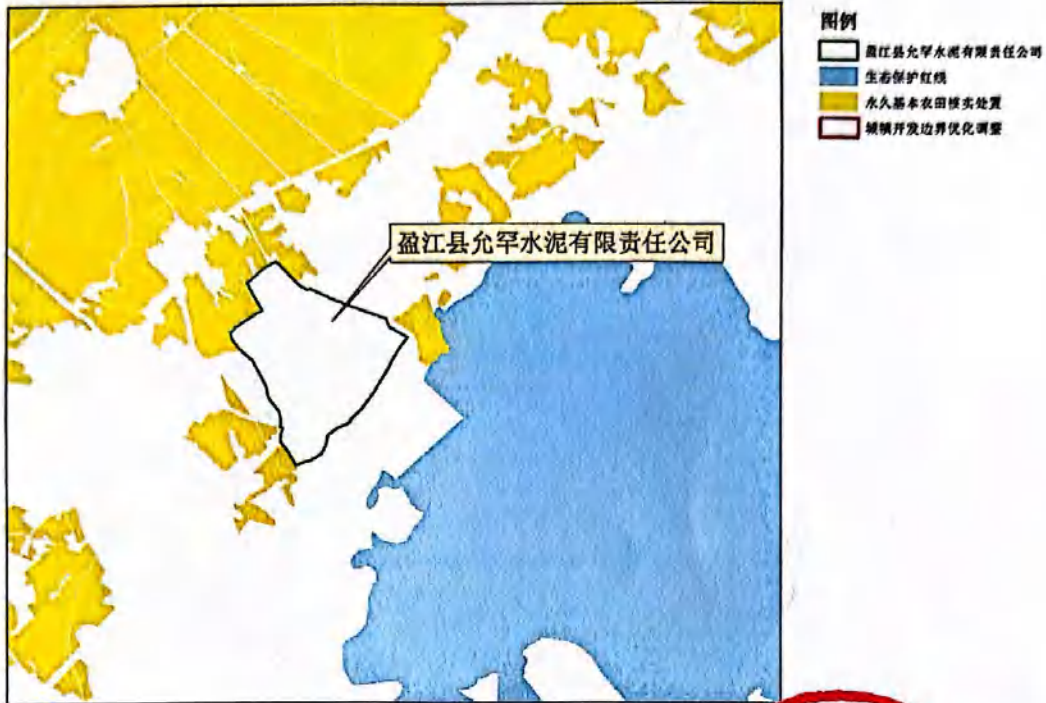 图例
盈江县允罕水泥有限责任公司
生态保护红线
永久基本农田核实处置
城镇开发边界优化调整
盈江县允罕水泥有限责任公司